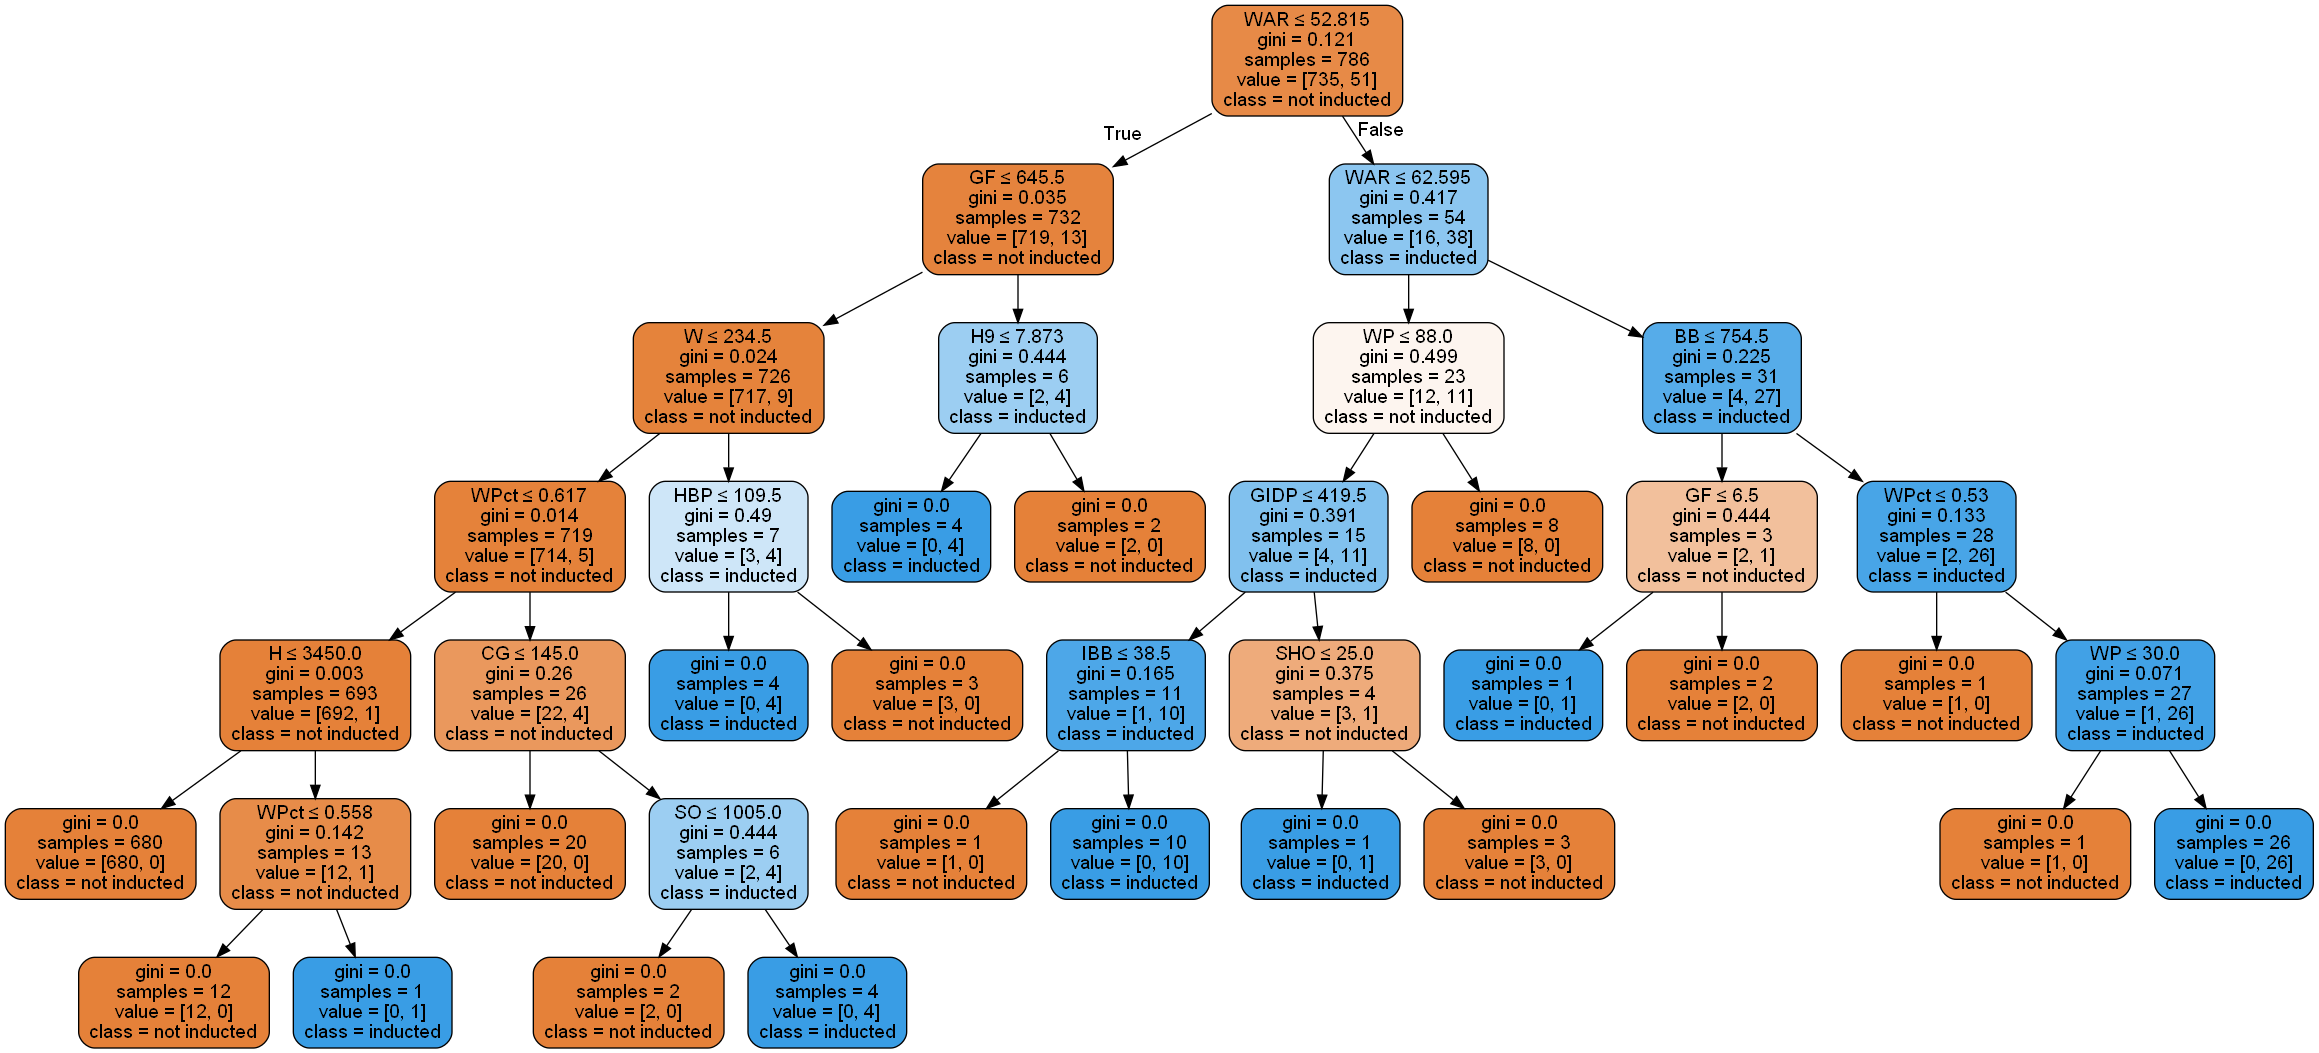 WAR ≤ 52.815
gini = 0.121
samples = 786
value = [735, 51]
class = not inducted
True
False
GF ≤ 645.5
gini = 0.035
samples = 732
value = [719, 13]
class = not inducted
WAR ≤ 62.595
gini = 0.417
samples = 54
value = [16, 38]
class = inducted
W ≤ 234.5
gini = 0.024
samples = 726
value = [717, 9]
class = not inducted
H9 ≤ 7.873
gini = 0.444
samples = 6
value = [2, 4]
class = inducted
WP ≤ 88.0
gini = 0.499
samples = 23
value = [12, 11]
class = not inducted
BB ≤ 754.5
gini = 0.225
samples = 31
value = [4, 27]
class = inducted
WPct ≤ 0.617
gini = 0.014
samples = 719
value = [714, 5]
class = not inducted
HBP ≤ 109.5
gini = 0.49
samples = 7
value = [3, 4]
class = inducted
gini = 0.0
samples = 4
value = [0, 4]
class = inducted
gini = 0.0
samples = 2
value = [2, 0]
class = not inducted
GIDP ≤ 419.5
gini = 0.391
samples = 15
value = [4, 11]
class = inducted
gini = 0.0
samples = 8
value = [8, 0]
class = not inducted
GF ≤ 6.5
gini = 0.444
samples = 3
value = [2, 1]
class = not inducted
WPct ≤ 0.53
gini = 0.133
samples = 28
value = [2, 26]
class = inducted
H ≤ 3450.0
gini = 0.003
samples = 693
value = [692, 1]
class = not inducted
CG ≤ 145.0
gini = 0.26
samples = 26
value = [22, 4]
class = not inducted
gini = 0.0
samples = 4
value = [0, 4]
class = inducted
gini = 0.0
samples = 3
value = [3, 0]
class = not inducted
IBB ≤ 38.5
gini = 0.165
samples = 11
value = [1, 10]
class = inducted
SHO ≤ 25.0
gini = 0.375
samples = 4
value = [3, 1]
class = not inducted
gini = 0.0
samples = 1
value = [0, 1]
class = inducted
gini = 0.0
samples = 2
value = [2, 0]
class = not inducted
gini = 0.0
samples = 1
value = [1, 0]
class = not inducted
WP ≤ 30.0
gini = 0.071
samples = 27
value = [1, 26]
class = inducted
gini = 0.0
samples = 680
value = [680, 0]
class = not inducted
WPct ≤ 0.558
gini = 0.142
samples = 13
value = [12, 1]
class = not inducted
gini = 0.0
samples = 20
value = [20, 0]
class = not inducted
SO ≤ 1005.0
gini = 0.444
samples = 6
value = [2, 4]
class = inducted
gini = 0.0
samples = 1
value = [1, 0]
class = not inducted
gini = 0.0
samples = 10
value = [0, 10]
class = inducted
gini = 0.0
samples = 1
value = [0, 1]
class = inducted
gini = 0.0
samples = 3
value = [3, 0]
class = not inducted
gini = 0.0
samples = 1
value = [1, 0]
class = not inducted
gini = 0.0
samples = 26
value = [0, 26]
class = inducted
gini = 0.0
samples = 12
value = [12, 0]
class = not inducted
gini = 0.0
samples = 1
value = [0, 1]
class = inducted
gini = 0.0
samples = 2
value = [2, 0]
class = not inducted
gini = 0.0
samples = 4
value = [0, 4]
class = inducted